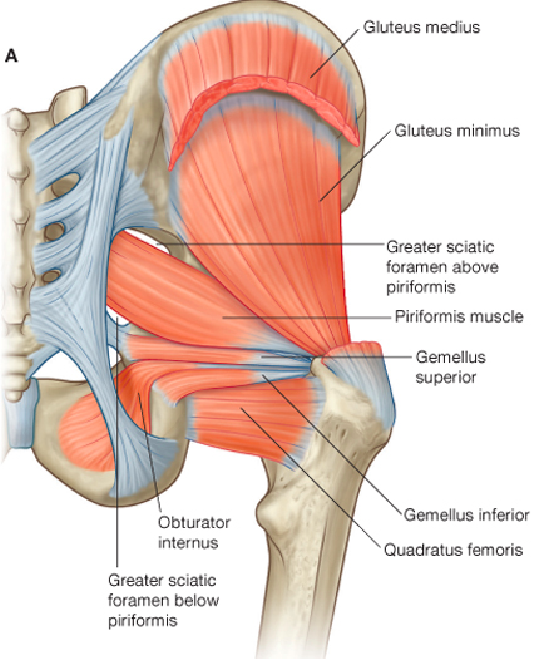 Gluteus medius
A
Gluteus minimus
Greater sciatic
foramen above
piriformis
Piriformis muscle
Gemellus
superior
Gemellus inferior
Obturator
internus
Quadratus femoris
Greater sciatic
foramen below
piriformis